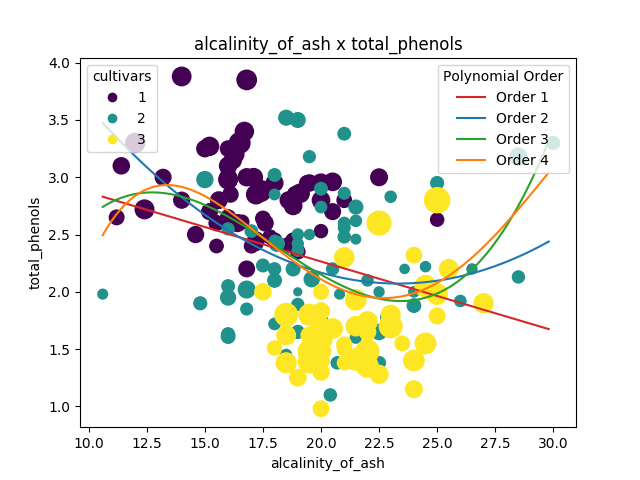 alcalinity_of_ash x total_phenols
cultivars
1
2
3
Polynomial Order
Order 1
Order 2
Order 3
Order 4
4.0
3.5
3.0
2.5
2.0
1.5
1.0
total_phenols
10.0 12.5 15.0 17.5 20.0 22.5 25.0 27.5 30.0
alcalinity_of_ash